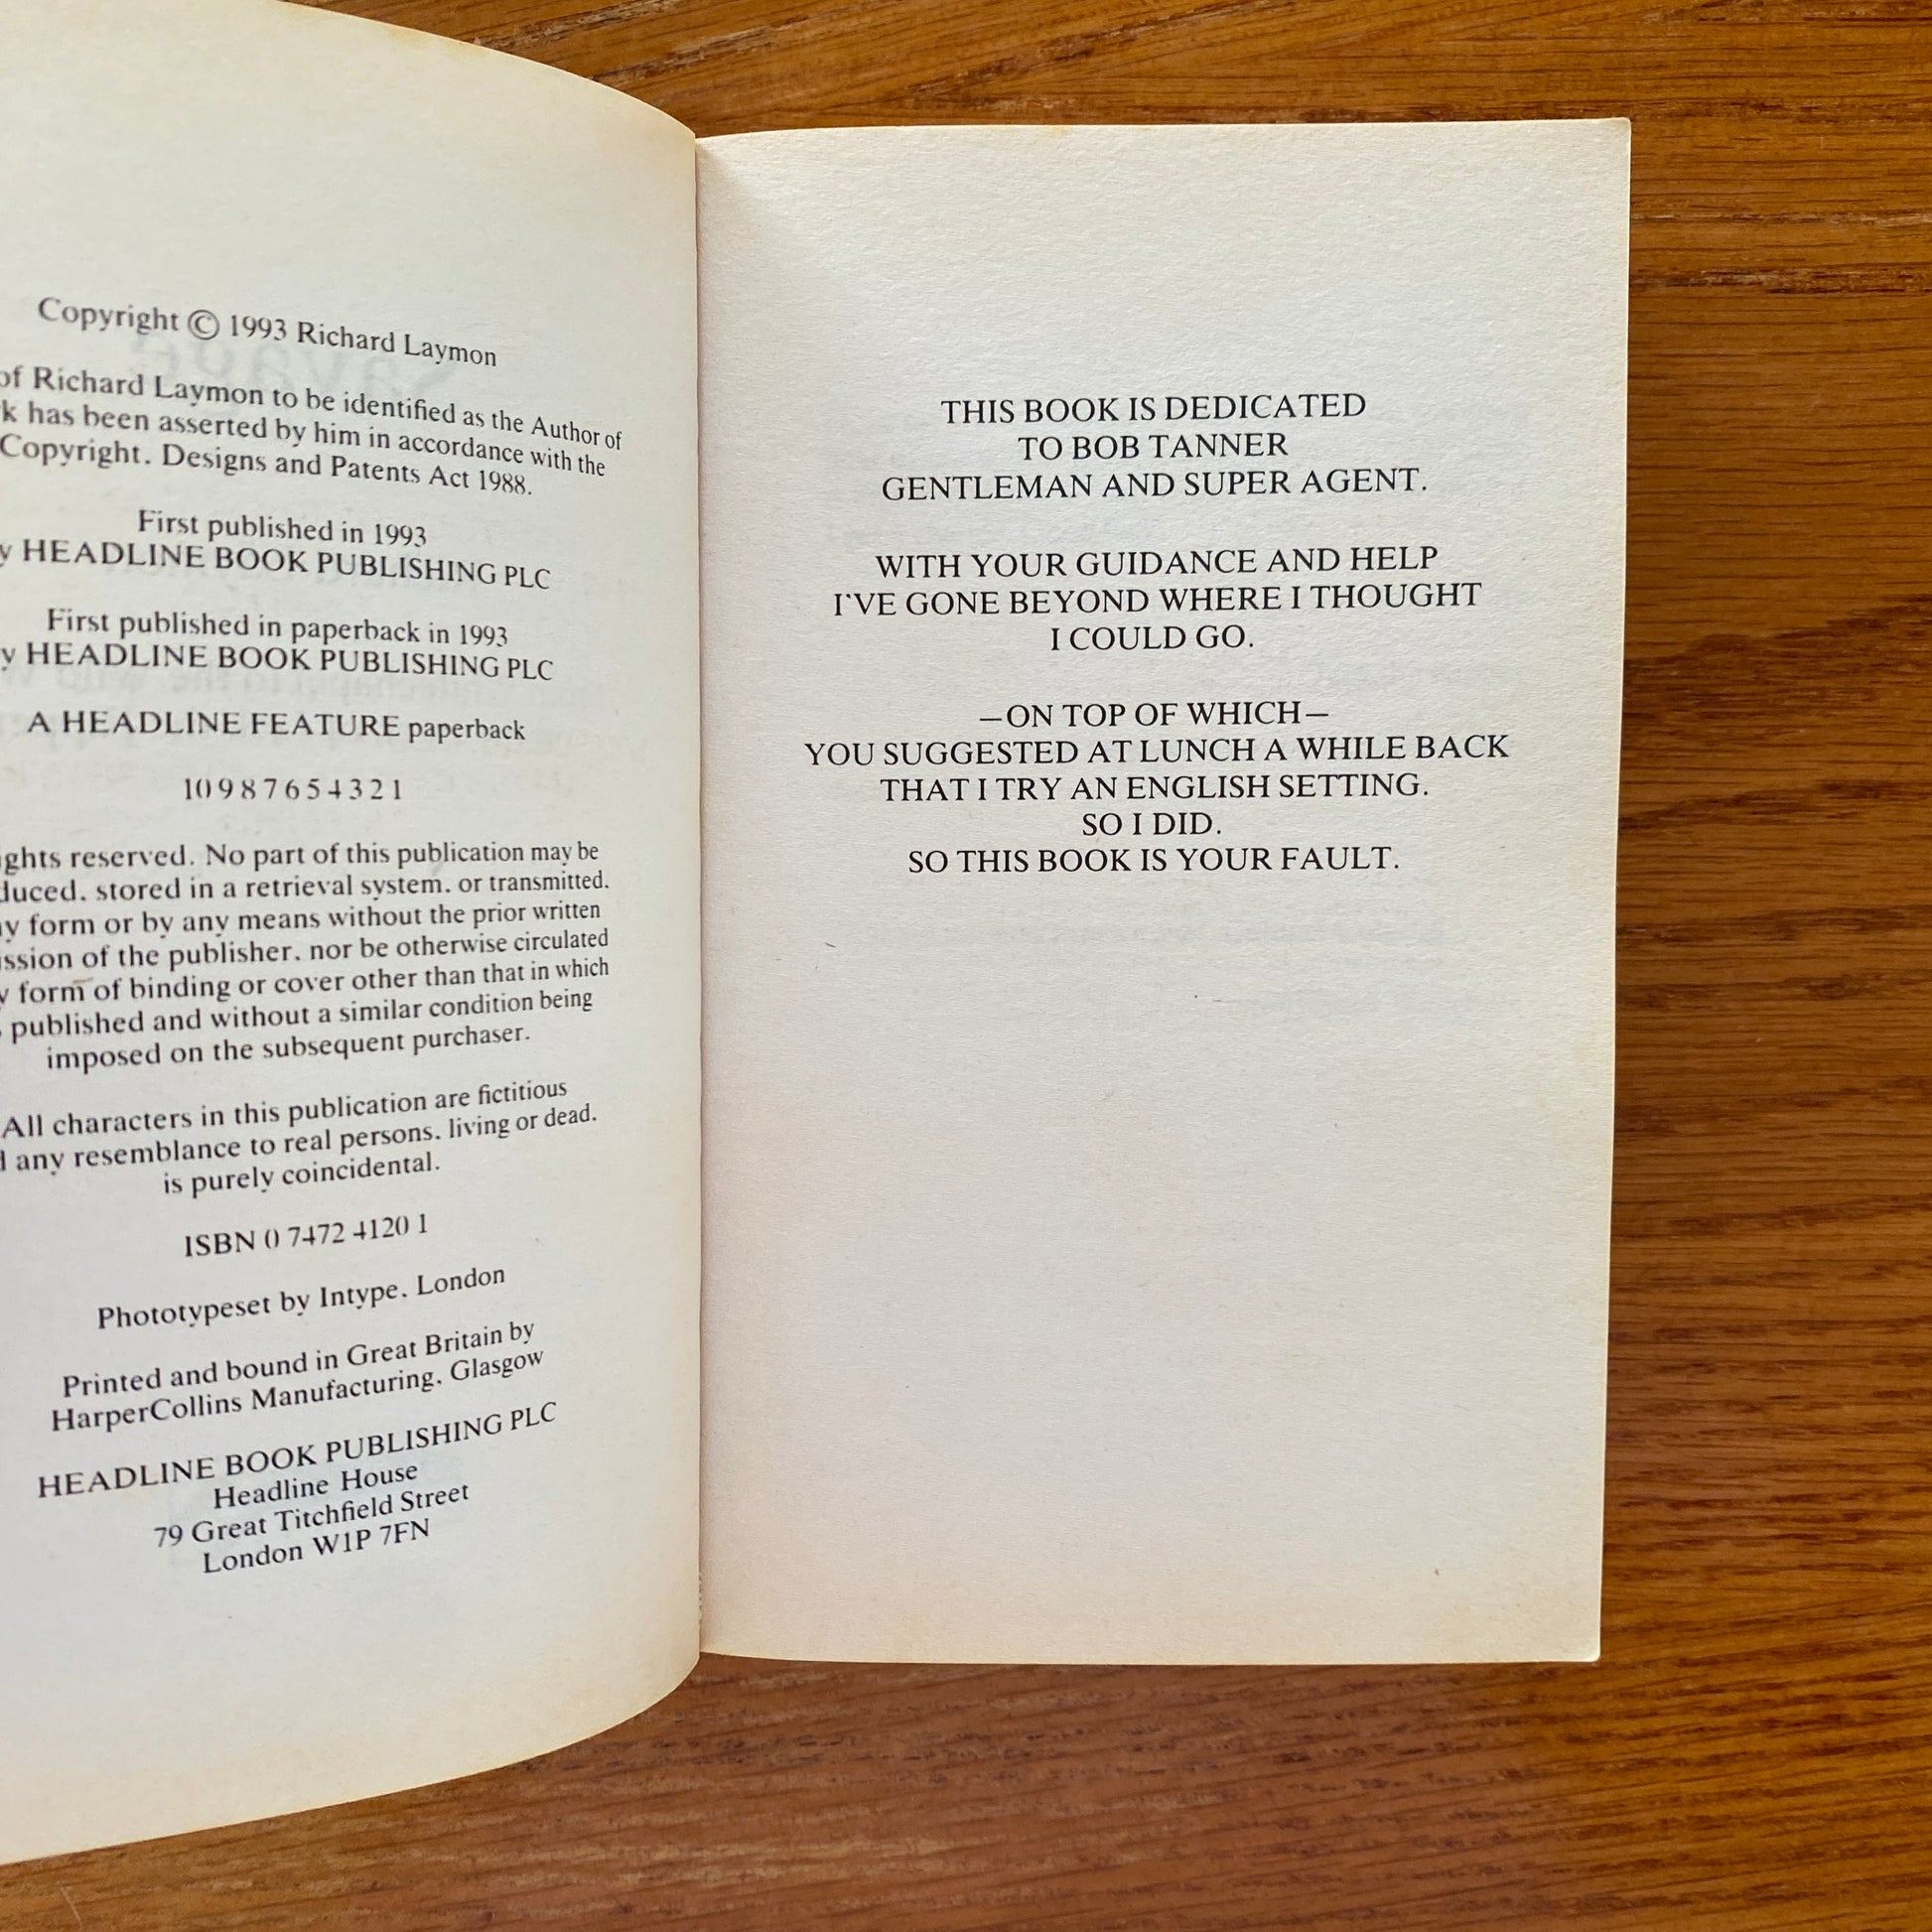 Copyright © 1993 Richard Laymon
of Richard Laymon to be identified as the Author of
has been asserted by him in accordance with the
Copyright. Designs and Patents Act 1988.
First published in 1993
HEADLINE BOOK PUBLISHING PLC
First published in paperback in 1993
HEADLINE BOOK PUBLISHING PLC
A HEADLINE FEATURE paperback
10 9 8 7 6 5 4 3 2 1
reserved. No part of this publication may be
stored in a retrieval system. or transmitted.
form or by any means without the prior written
of the publisher. nor be otherwise circulated
form of binding or cover other than that in which
published and without a similar condition being
imposed on the subsequent purchaser.
All characters in this publication are fictitious
any resemblance to real persons. living or dead.
is purely coincidental.
ISBN 0 7472 4120 1
Phototypeset by Intype. London
Printed and bound in Great Britain by
HarperCollins Manufacturing. Glasgow
HEADLINE BOOK PUBLISHING PLC
Headline House
79 Great Titchfield Street
London W1P 7FN
THIS BOOK IS DEDICATED
TO BOB TANNER
GENTLEMAN AND SUPER AGENT.
WITH YOUR GUIDANCE AND HELP
I'VE GONE BEYOND WHERE I THOUGHT
I COULD GO.
—ON TOP OF WHICH—
YOU SUGGESTED AT LUNCH A WHILE BACK
THAT I TRY AN ENGLISH SETTING.
SO I DID.
SO THIS BOOK IS YOUR FAULT.